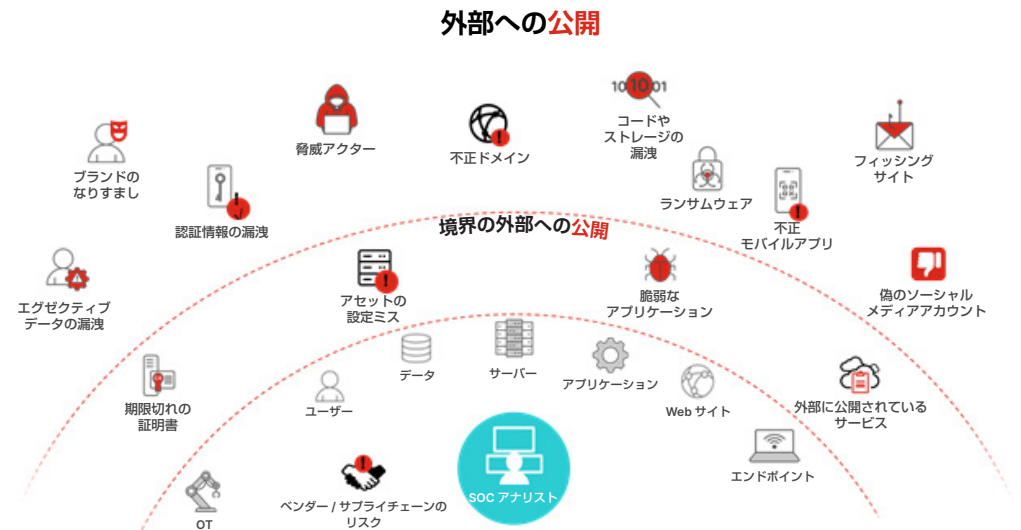 外部への公開
脅威アクター
不正ドメイン
コードや
ストレージの
漏洩
フィッシング
サイト
ブランドの
なりすまし
認証情報の漏洩
ランサムウェア
不正
モバイルアプリ
境界の外部への公開
エグゼクティブ
データの漏洩
アセットの
設定ミス
脆弱な
アプリケーション
偽のソーシャル
メディアアカウント
期限切れの
証明書
ユーザー
データ
サーバー
アプリケーション
Web サイト
外部に公開されている
サービス
エンドポイント
OT
ベンダー / サプライチェーンの
リスク
SOC アナリスト
101001